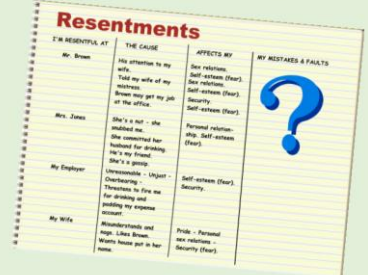 Resentments
I'M RESENTFUL AT THE CAUSE AFFECTS MY MY MISTAKES & FAULTS
Mr. Brown
His attention to my
wife.
Told my wife of my
mistress.
Brown may get my job
at the office.
Sex relations.
Self-esteem (fear).
Sex relations.
Self-esteem (fear).
Security.
Self-esteem (fear).
Mrs. Jones
She's a nut - she
snubbed me.
She committed her
husband for drinking.
He's my friend.
She's a gossip.
Personal relation-
ship. Self-esteem
(fear).
My Employer
Unreasonable - Unjust -
Overbearing -
Threatens to fire me
for drinking and
padding my expense
account.
Self-esteem (fear).
Security.
My Wife
Misunderstands and
nags. Likes Brown.
Wants house put in her
name.
Pride - Personal
sex relations -
Security (fear).
?